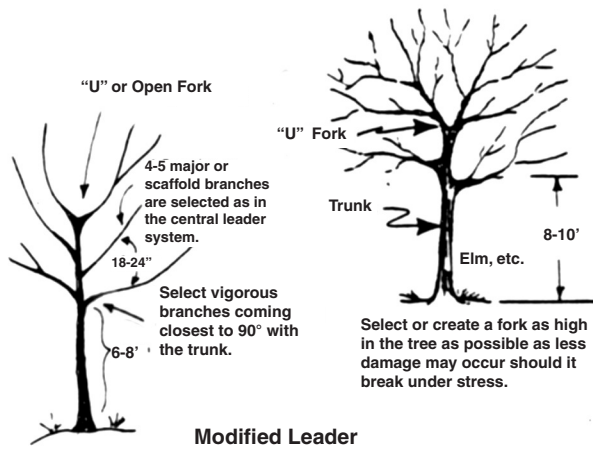 “U” or Open Fork
4-5 major or
scaffold branches
are selected as in
the central leader
system.
18-24”
Select vigorous
branches coming
closest to 90° with
the trunk.
6-8’
“U” Fork
Trunk
8-10’
Elm, etc.
Select or create a fork as high
in the tree as possible as less
damage may occur should it
break under stress.
Modified Leader